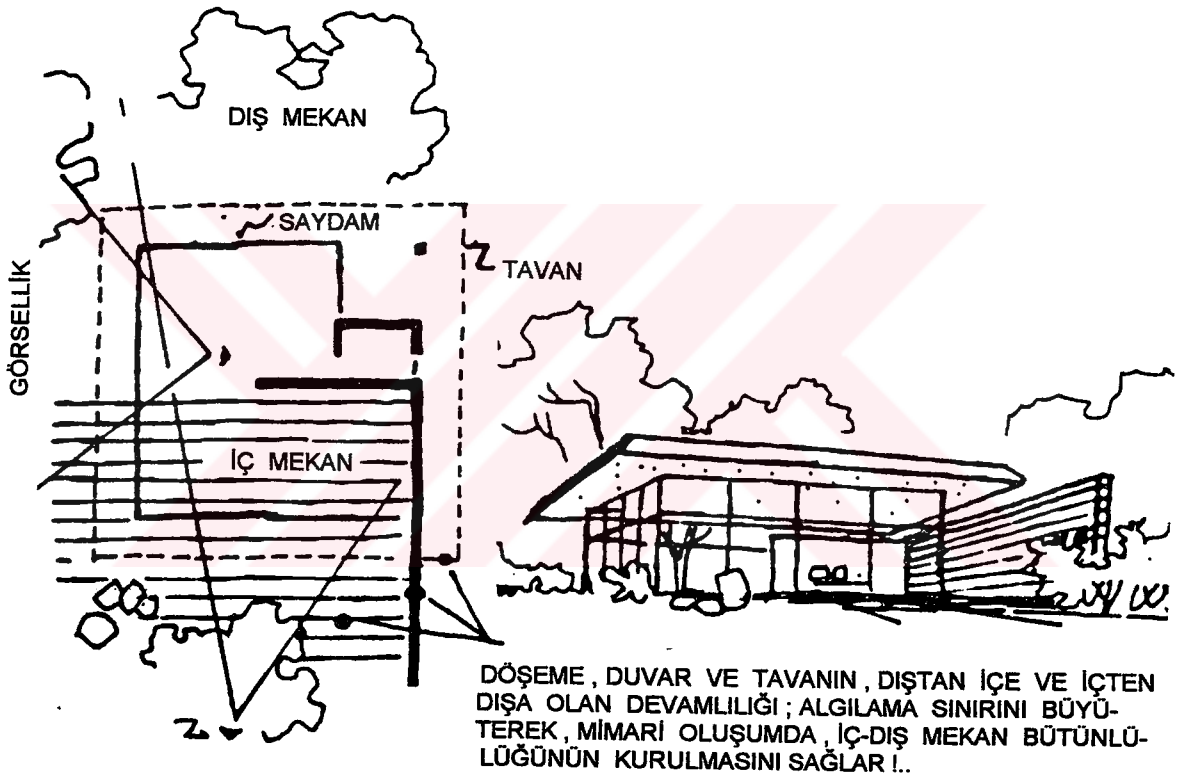 DIŞ MEKAN
SAYDAM
TAVAN
GÖRSELLİK
İÇ MEKAN
DÖŞEME , DUVAR VE TAVANIN , DIŞTAN İÇE VE İÇTEN
DIŞA OLAN DEVAMLILIĞI ; ALGILAMA SINIRINI BÜYÜ-
TEREK , MİMARİ OLUŞUMDA , İÇ-DIŞ MEKAN BÜTÜNLÜ-
LÜĞÜNÜN KURULMASINI SAĞLAR !..